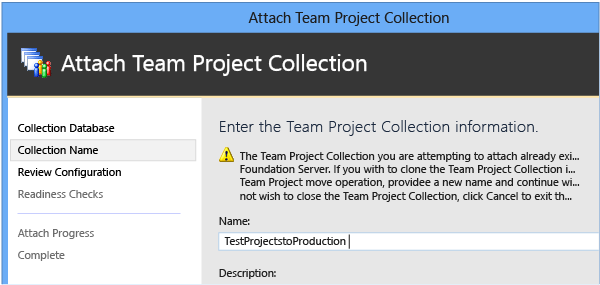 Attach Team Project Collection
Attach Team Project Collection
Collection Database
Collection Name
Review Configuration
Readiness Checks
Attach Progress
Complete
Enter the Team Project Collection information.
The Team Project Collection you are attempting to attach already exi...
Foundation Server. If you with to clone the Team Project Collection i...
Team Project move operation, providee a new name and continue wi...
not wish to close the Team Project Collection, click Cancel to exit th...
Name:
TestProjectstoProduction
Description: